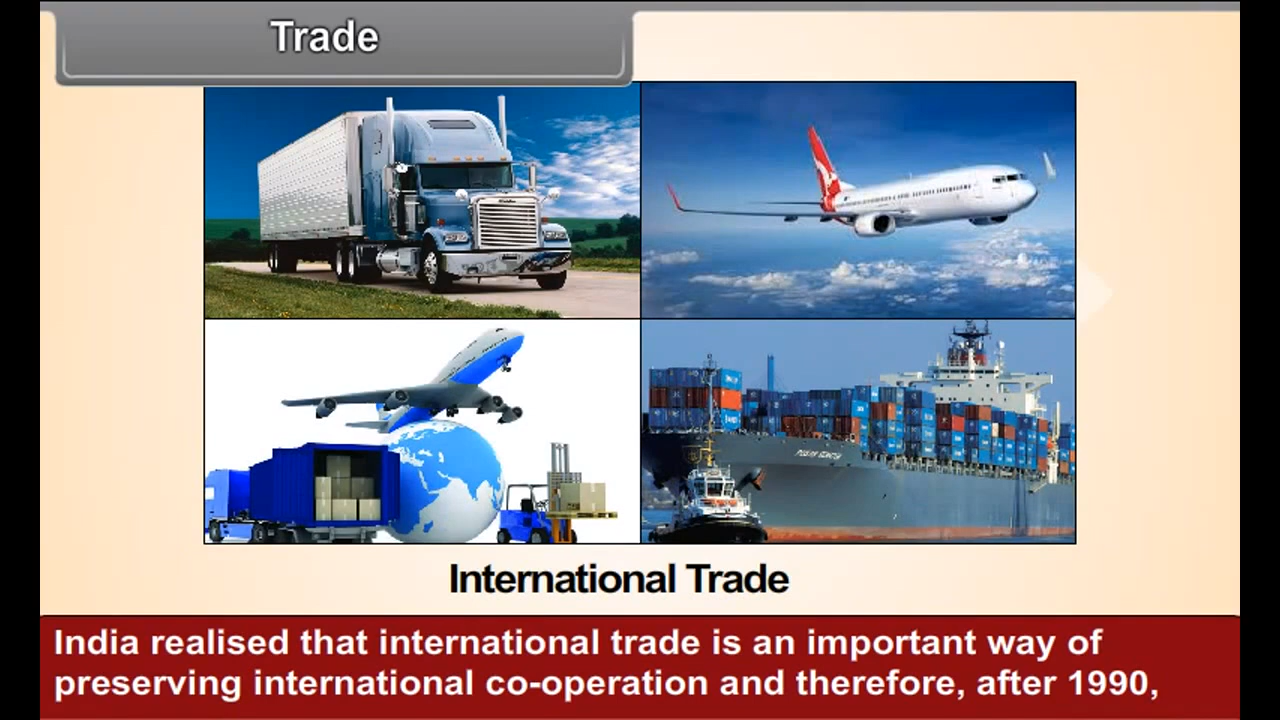 Trade
International Trade
India realised that international trade is an important way of
preserving international co-operation and therefore, after 1990,